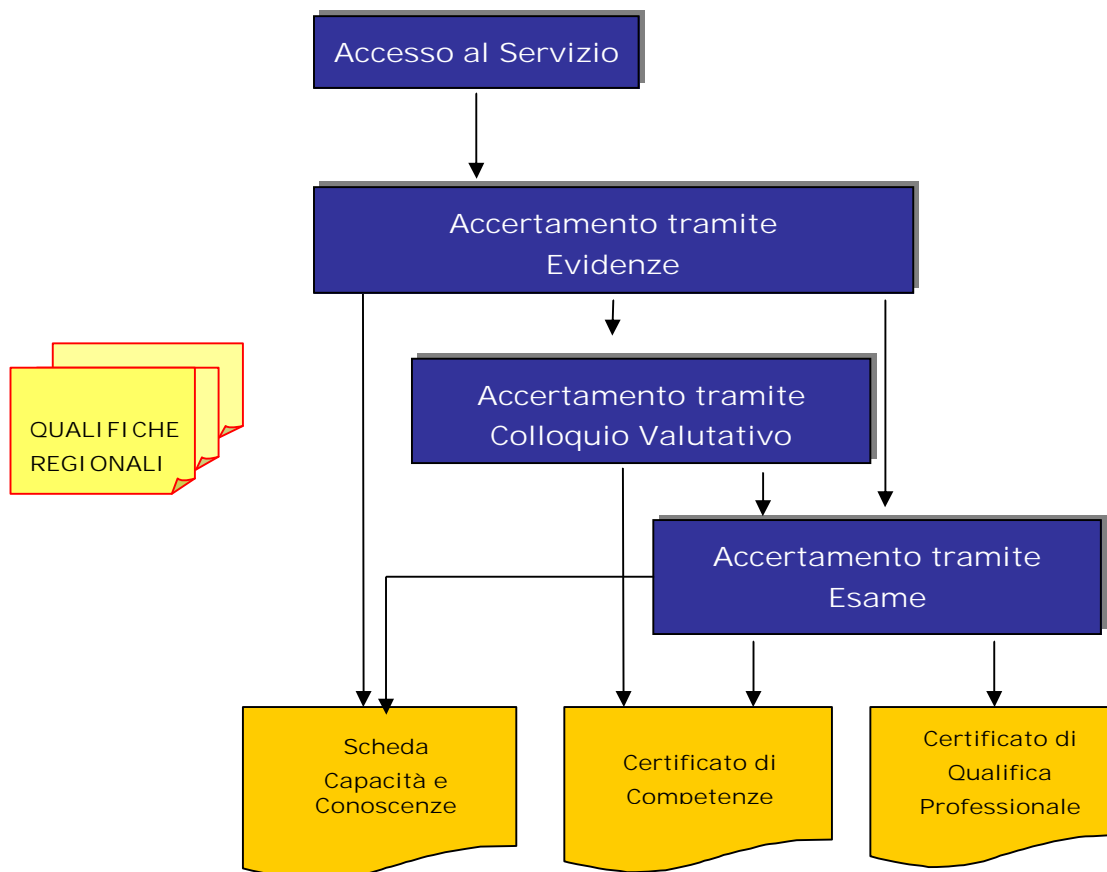 Accesso al Servizio
Accertamento tramite
Evidenze
Accertamento tramite
Colloquio Valutativo
QUALIFICHE
REGIONALI
Accertamento tramite
Esame
Scheda
Capacità e
Conoscenze
Certificato di
Competenze
Certificato di
Qualifica
Professionale